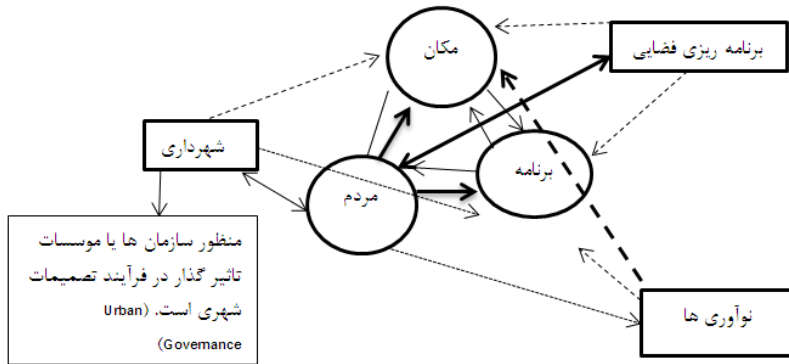 مکان
برنامه ریزی فضایی
شهرداری
برنامه
مردم
منظور سازمان ها یا موسسات
تاثیر گذار در فرآیند تصمیمات
شهری است. (Urban
Governance)
نوآوری ها